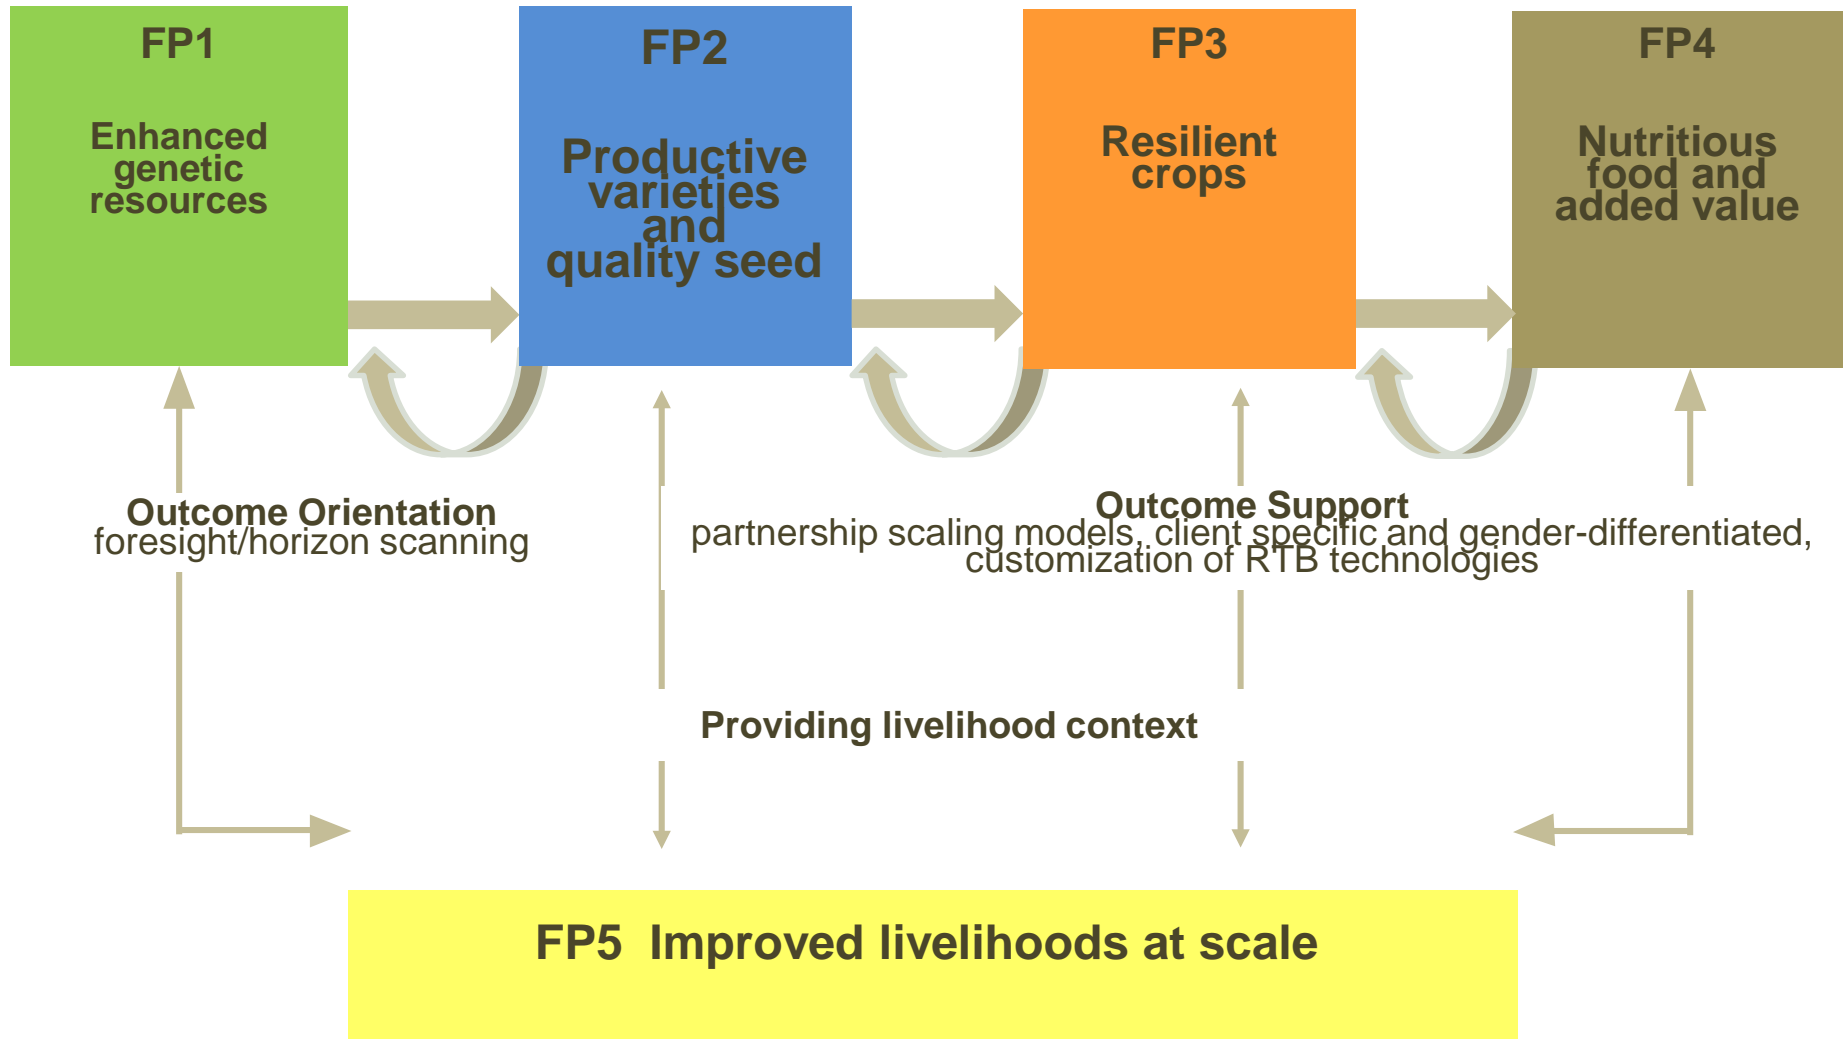 FP1
Enhanced
genetic
resources
FP2
Productive
varieties
and
quality seed
FP3
Resilient
crops
FP4
Nutritious
food and
added value
Outcome Orientation
foresight/horizon scanning
Outcome Support
partnership scaling models, client specific and gender-differentiated,
customization of RTB technologies
Providing livelihood context
FP5 Improved livelihoods at scale